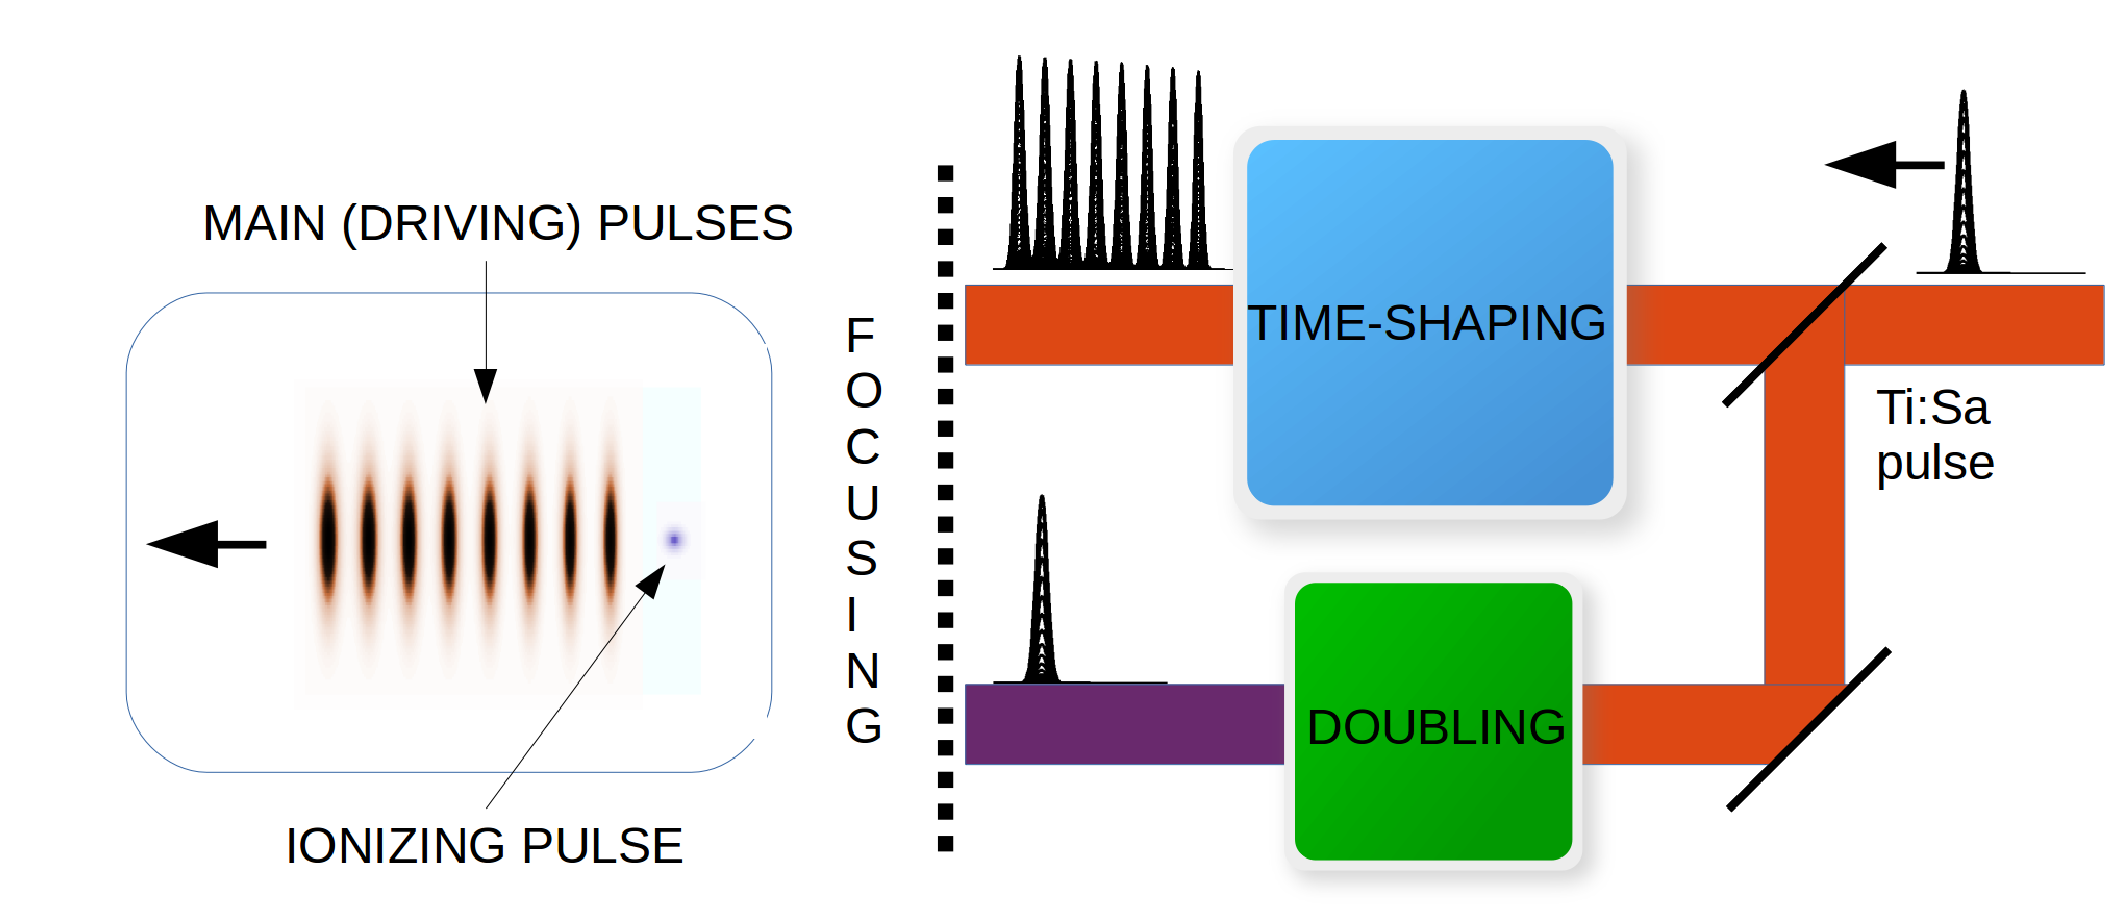 MAIN (DRIVING) PULSES
FOCUSING
TIME-SHAPING
Ti:Sa
pulse
DOUBLING
IONIZING PULSE